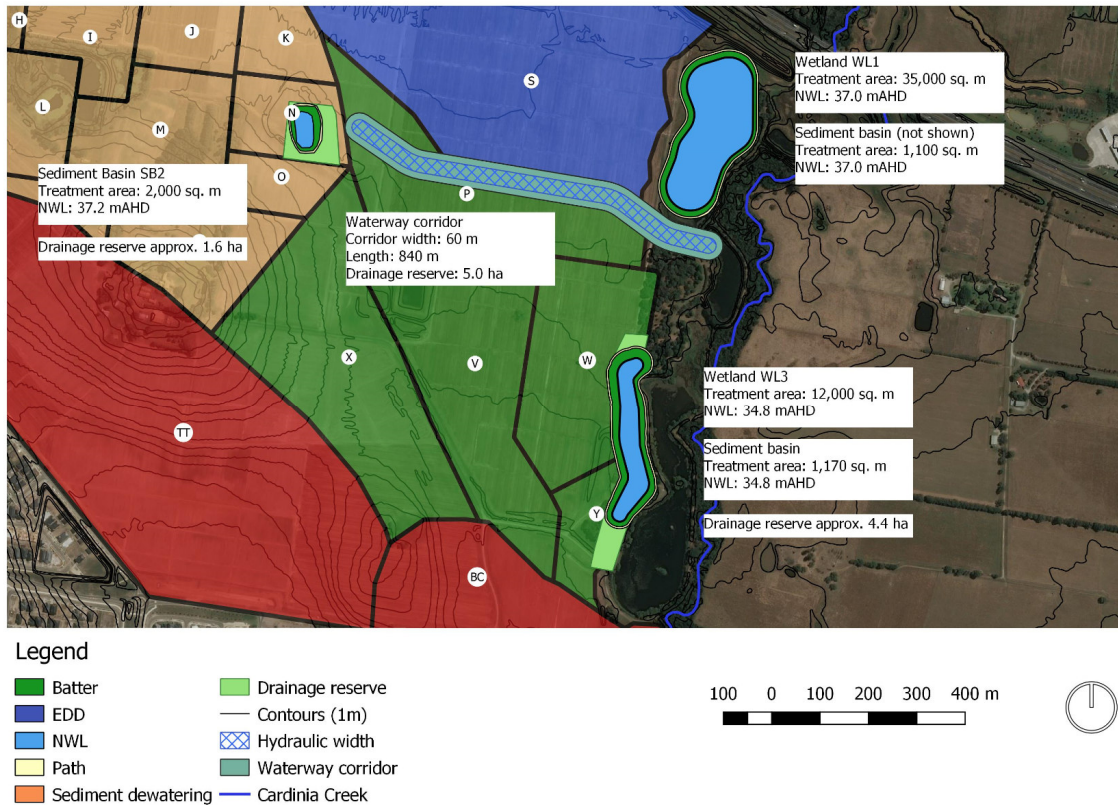 H
I
J
K
S
L
M
N
O
P
Wetland WL1
Treatment area: 35,000 sq. m
NWL: 37.0 mAHD
Sediment basin (not shown)
Treatment area: 1,100 sq. m
NWL: 37.0 mAHD
Sediment Basin SB2
Treatment area: 2,000 sq. m
NWL: 37.2 mAHD
Drainage reserve approx. 1.6 ha
Waterway corridor
Corridor width: 60 m
Length: 840 m
Drainage reserve: 5.0 ha
X
V
W
Wetland WL3
Treatment area: 12,000 sq. m
NWL: 34.8 mAHD
Sediment basin
Treatment area: 1,170 sq. m
NWL: 34.8 mAHD
Drainage reserve approx. 4.4 ha
TT
Y
BC
Legend
Batter
EDD
NWL
Path
Sediment dewatering
Drainage reserve
Contours (1m)
Hydraulic width
Waterway corridor
Cardinia Creek
100 0 100 200 300 400 m